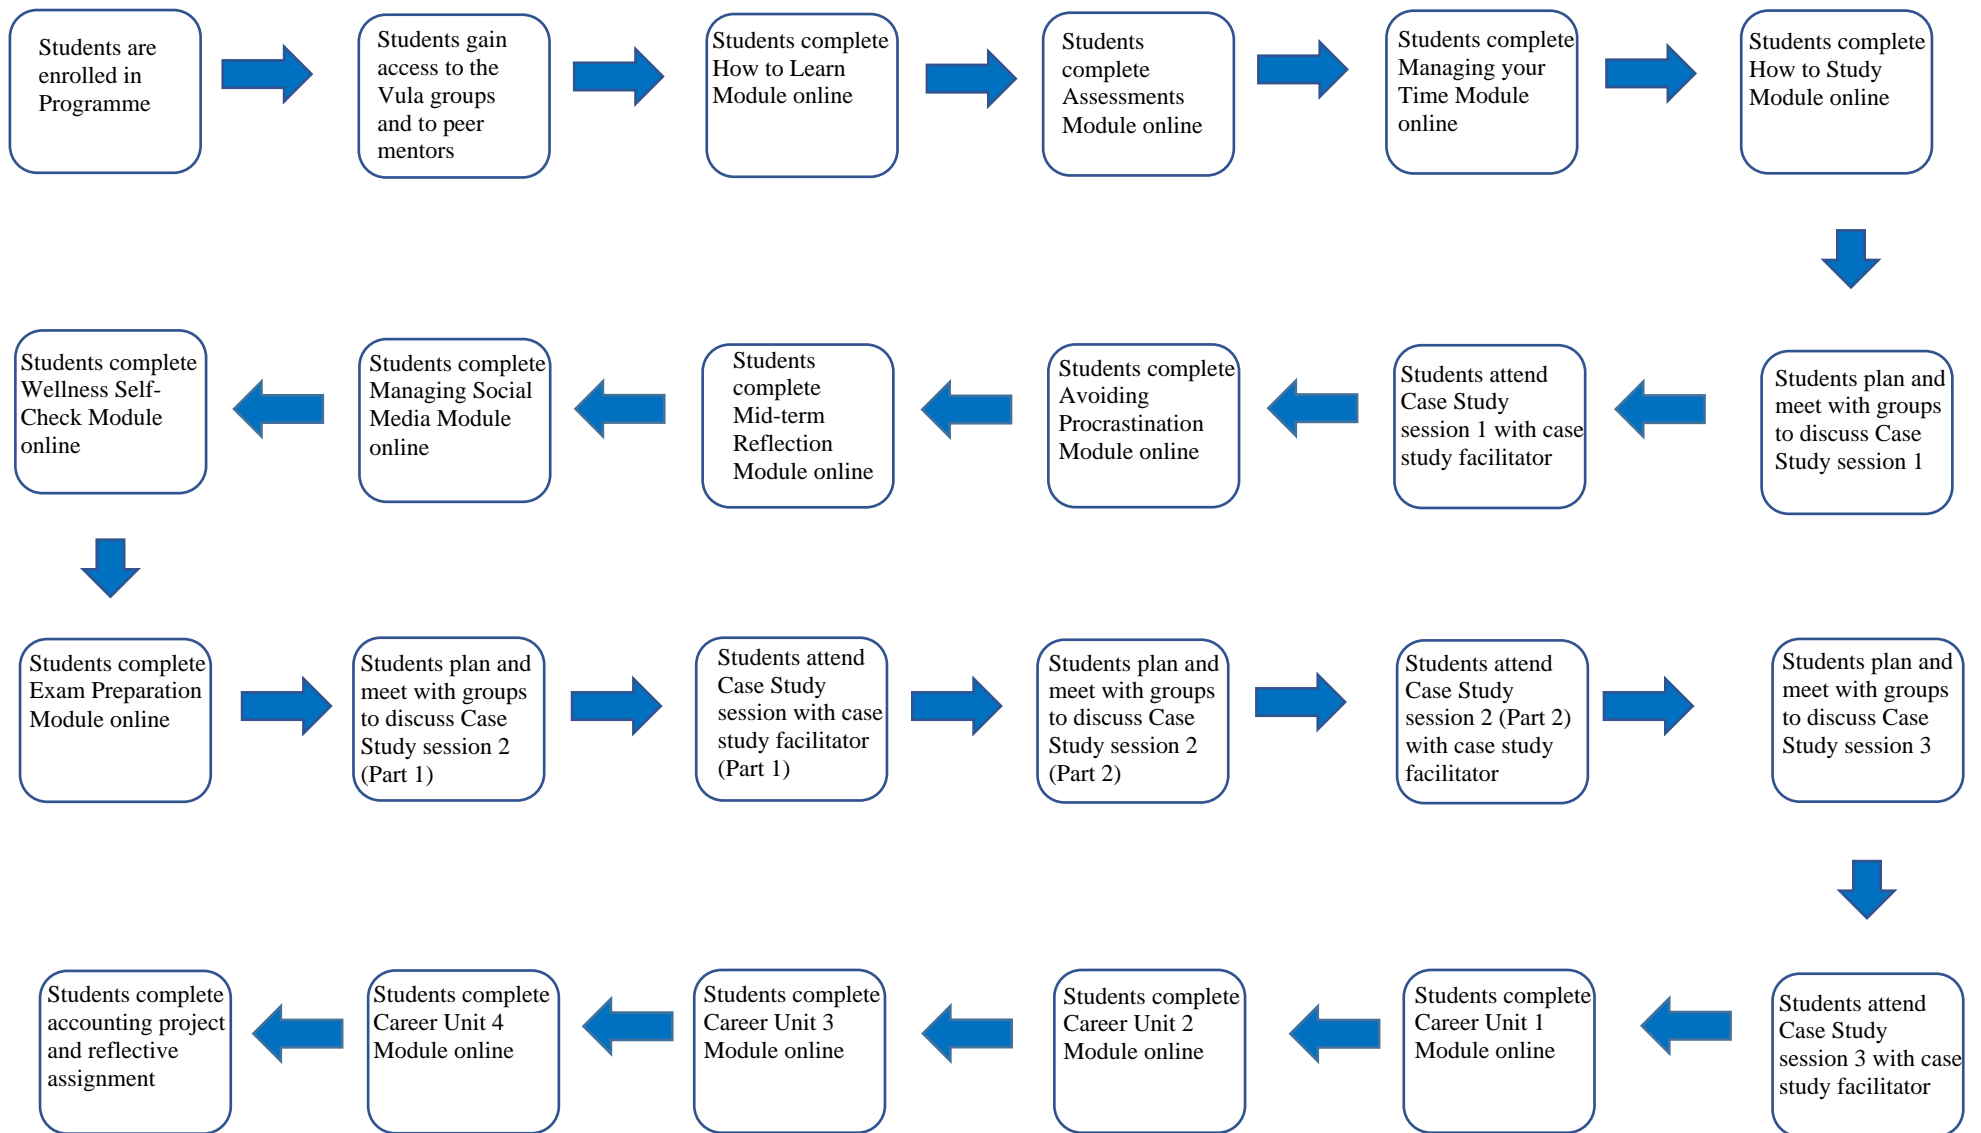 Students are
enrolled in
Programme
Students gain
access to the
Vula groups
and to peer
mentors
Students complete
How to Learn
Module online
Students
complete
Assessments
Module online
Students complete
Managing your
Time Module
online
Students complete
How to Study
Module online
Students plan and
meet with groups
to discuss Case
Study session 1
Students attend
Case Study
session 1 with case
study facilitator
Students complete
Avoiding
Procrastination
Module online
Students
complete
Mid-term
Reflection
Module online
Students complete
Managing Social
Media Module
online
Students complete
Wellness Self-
Check Module
online
Students complete
Exam Preparation
Module online
Students plan and
meet with groups
to discuss Case
Study session 2
(Part 1)
Students attend
Case Study
session with case
study facilitator
(Part 1)
Students plan and
meet with groups
to discuss Case
Study session 2
(Part 2)
Students attend
Case Study
session 2 (Part 2)
with case study
facilitator
Students plan and
meet with groups
to discuss Case
Study session 3
Students attend
Case Study
session 3 with case
study facilitator
Students complete
Career Unit 1
Module online
Students complete
Career Unit 2
Module online
Students complete
Career Unit 3
Module online
Students complete
Career Unit 4
Module online
Students complete
accounting project
and reflective
assignment